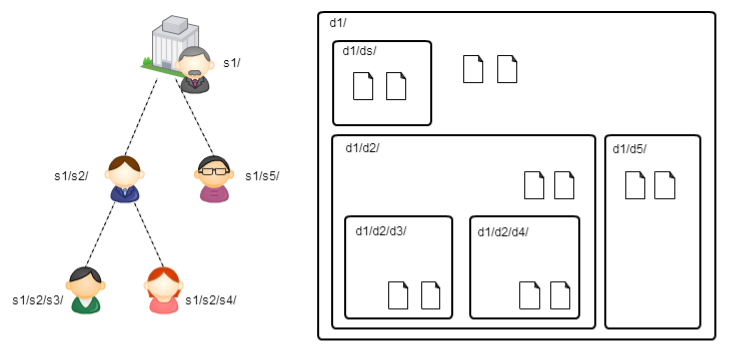 s1/
s1/s2/
s1/s5/
s1/s2/s3/
s1/s2/s4/
d1/
d1/ds/
d1/d2/
d1/d5/
d1/d2/d3/
d1/d2/d4/